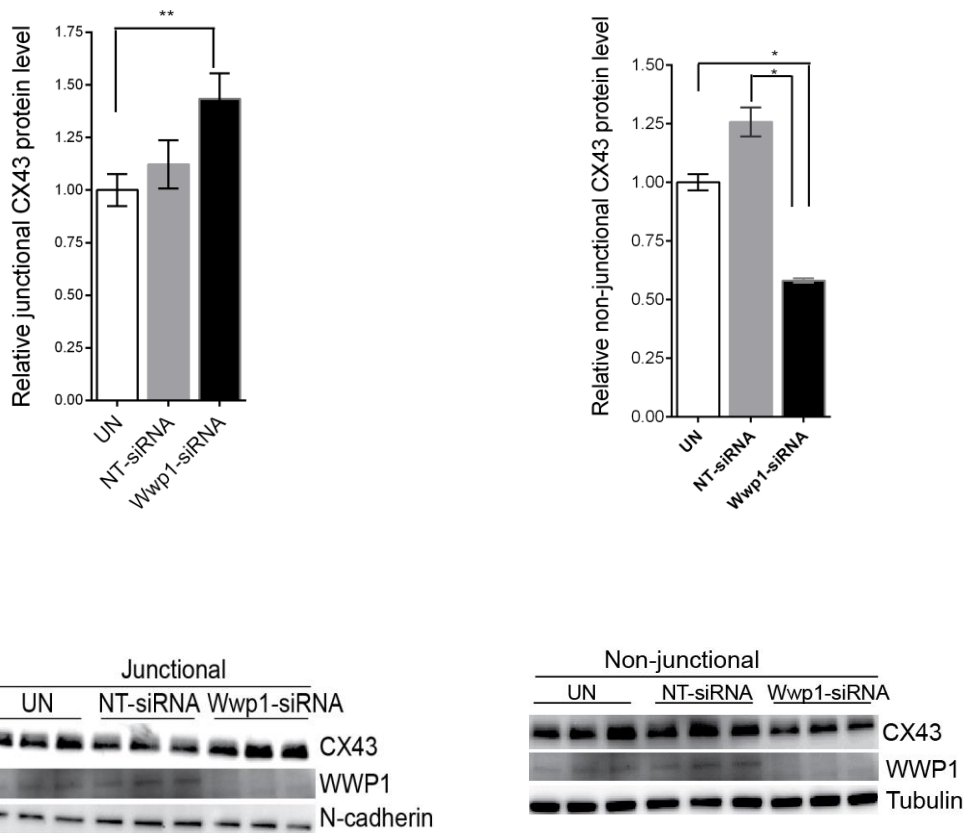 Relative junctional CX43 protein level
1.75
1.50
1.25
1.00
0.75
0.50
0.25
0.00
**
UN
NT-siRNA
Wwp1-siRNA
Relative non-junctional CX43 protein level
1.50
1.25
1.00
0.75
0.50
0.25
0.00
*
*
UN
NT-siRNA
Wwp1-siRNA
Junctional
UN NT-siRNA Wwp1-siRNA
CX43
WWP1
N-cadherin
Non-junctional
UN NT-siRNA Wwp1-siRNA
CX43
WWP1
Tubulin